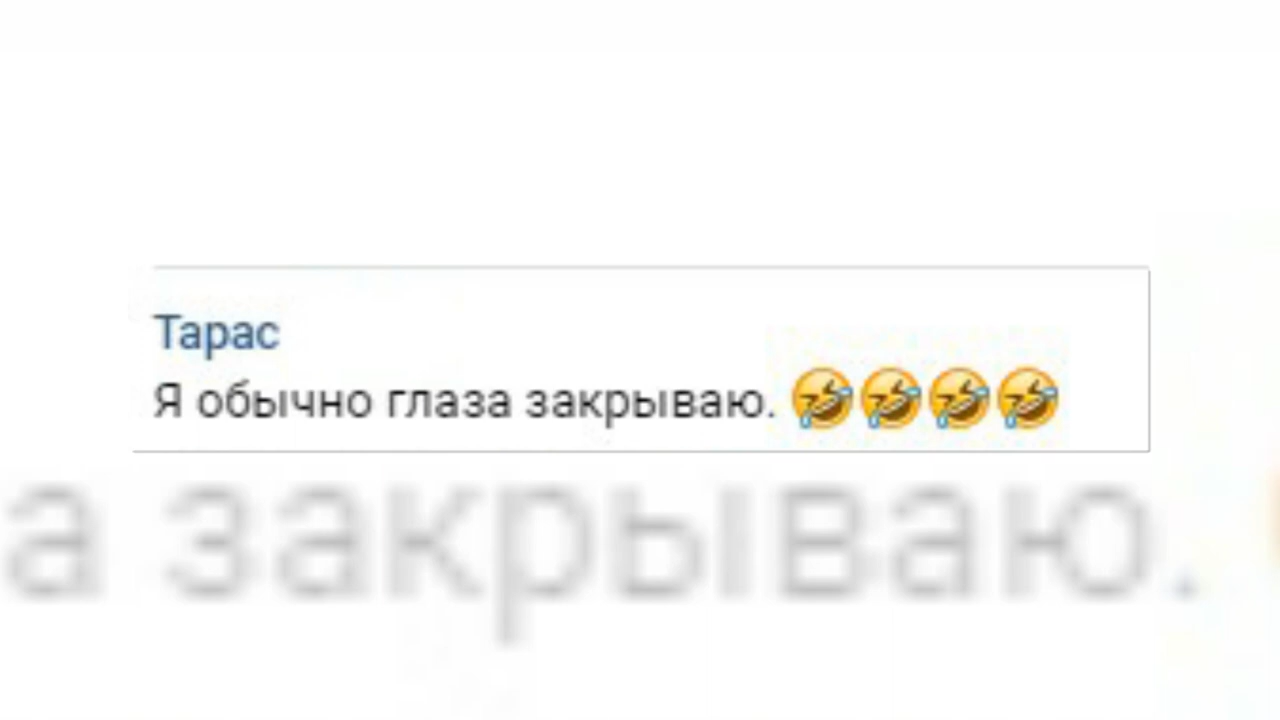 Тарас
Я обычно глаза закрываю. 🤣🤣🤣🤣
а закрываю.